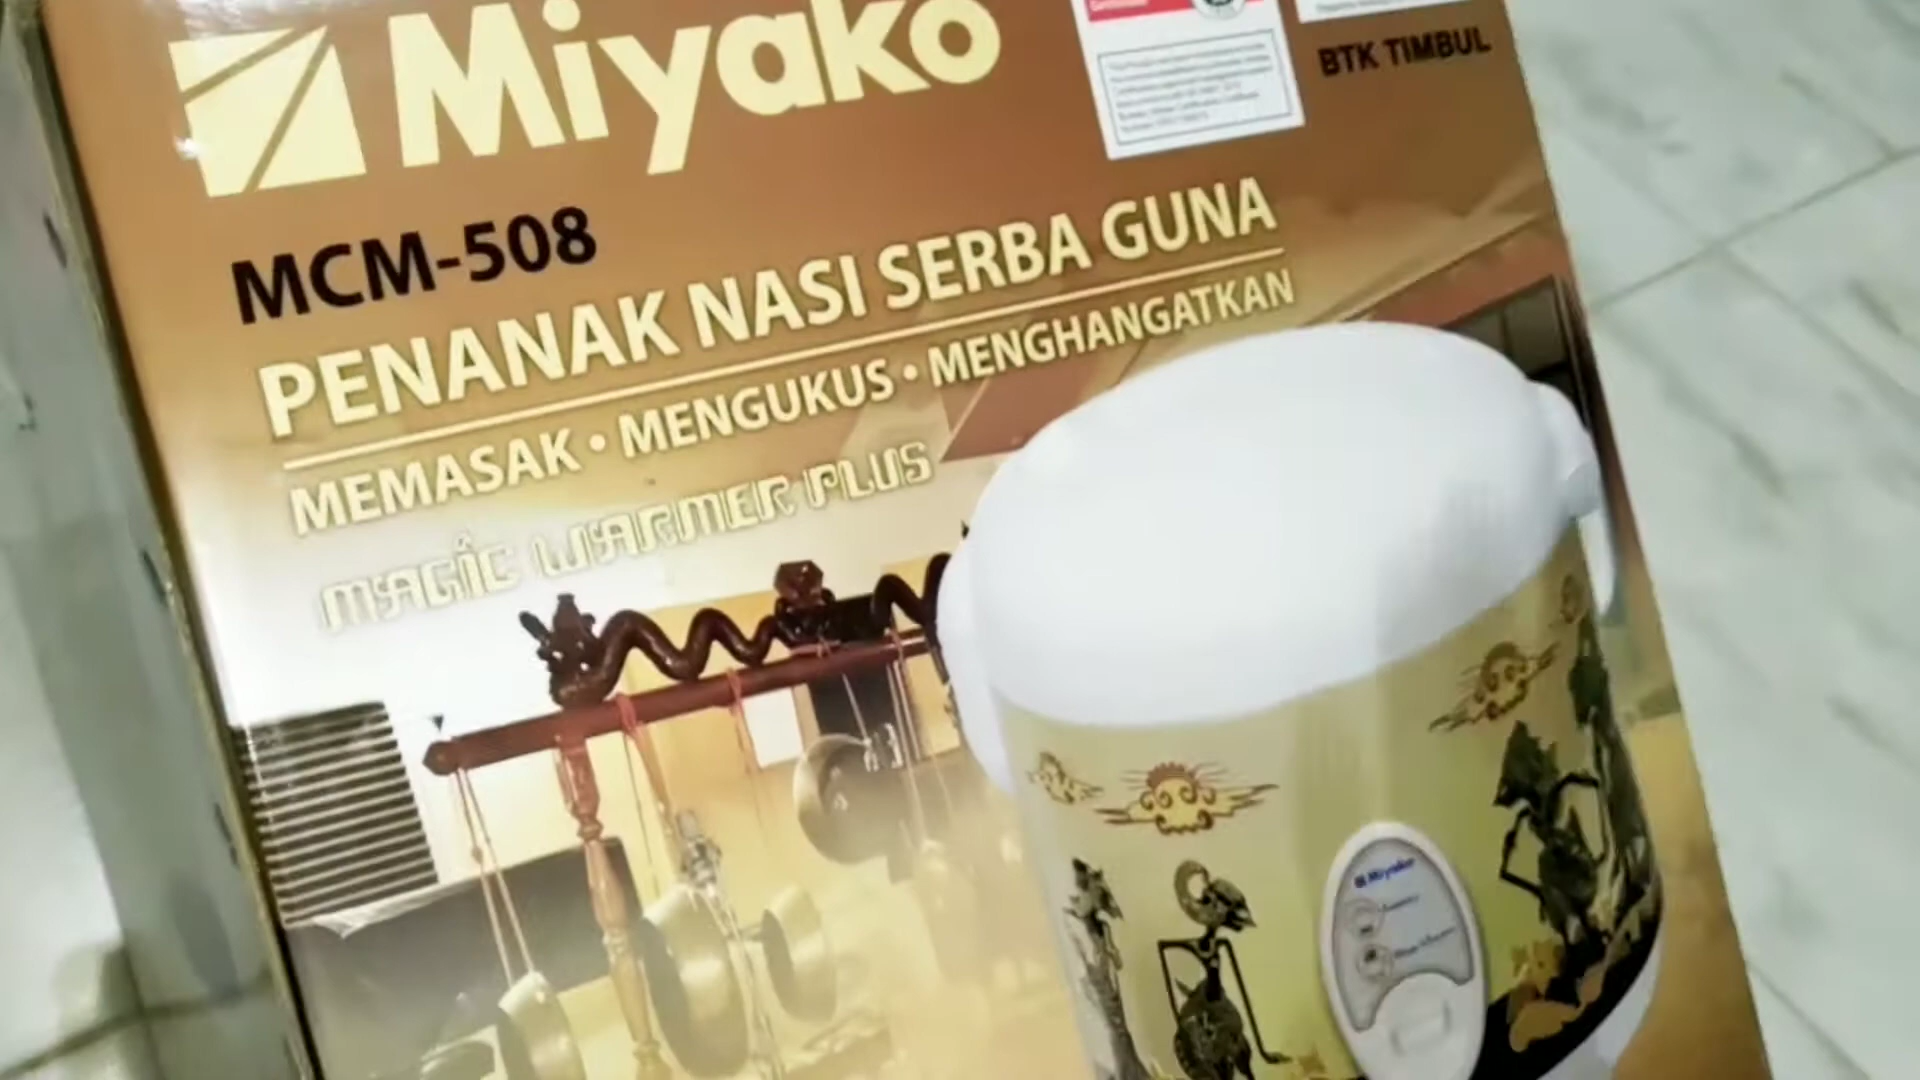 Miyako
BTK TIMBUL
MCM-508
PENANAK NASI SERBA GUNA
MEMASAK • MENGUKUS • MENGHANGATKAN
MAGIC WARMER PLUS
Miyako